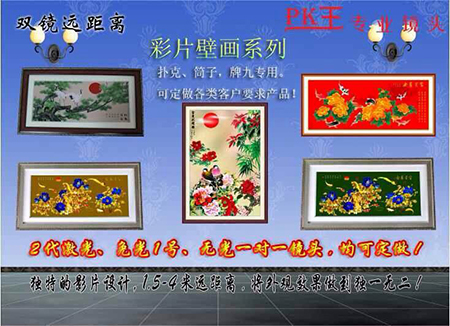 双镜远距离
PK王专业镜头
彩片壁画系列
扑克、筒子，牌九专用。
可定做各类客户要求产品！
2代激光、免光1号、无光一对一镜头，均可定做！
独特的影片设计，1.5-4米远距离，将外观效果做到独一无二！